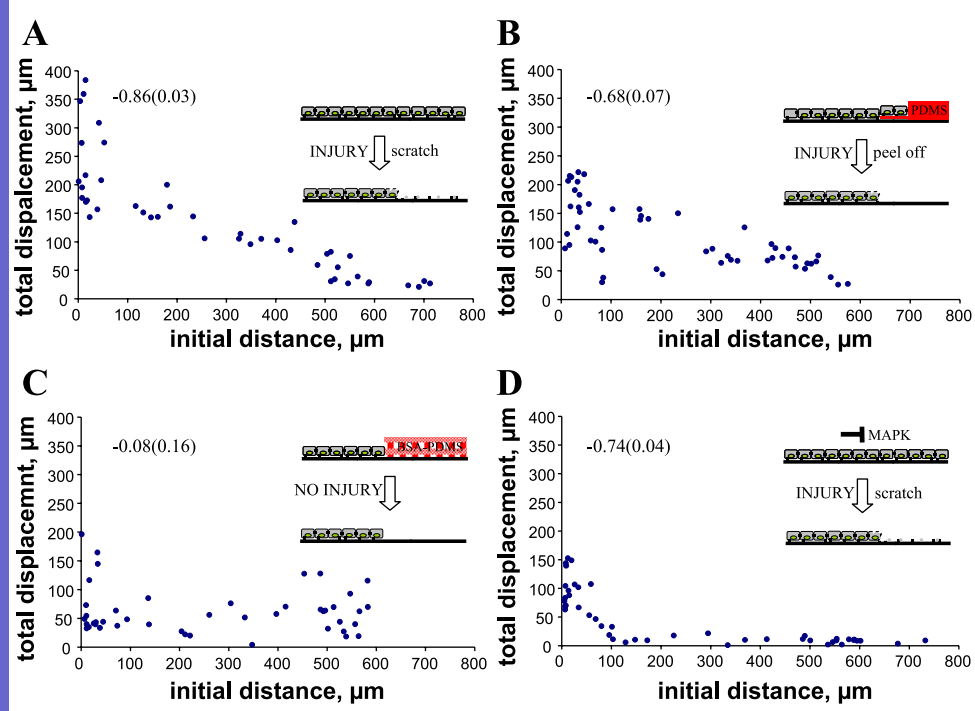 A
total dispalcement, µm
400
350
300
250
200
150
100
50
0
-0.86(0.03)
INJURY scratch
0 100 200 300 400 500 600 700 800
initial distance, µm
B
total displacement, µm
400
350
300
250
200
150
100
50
0
-0.68(0.07)
PDMS
INJURY peel off
0 100 200 300 400 500 600 700 800
initial distance, µm
C
total displacemnt, µm
400
350
300
250
200
150
100
50
0
-0.08(0.16)
BSA-PDMS
NO INJURY
0 100 200 300 400 500 600 700 800
initial distance, µm
D
total displacement, µm
400
350
300
250
200
150
100
50
0
-0.74(0.04)
MAPK
INJURY scratch
0 100 200 300 400 500 600 700 800
initial distance, µm